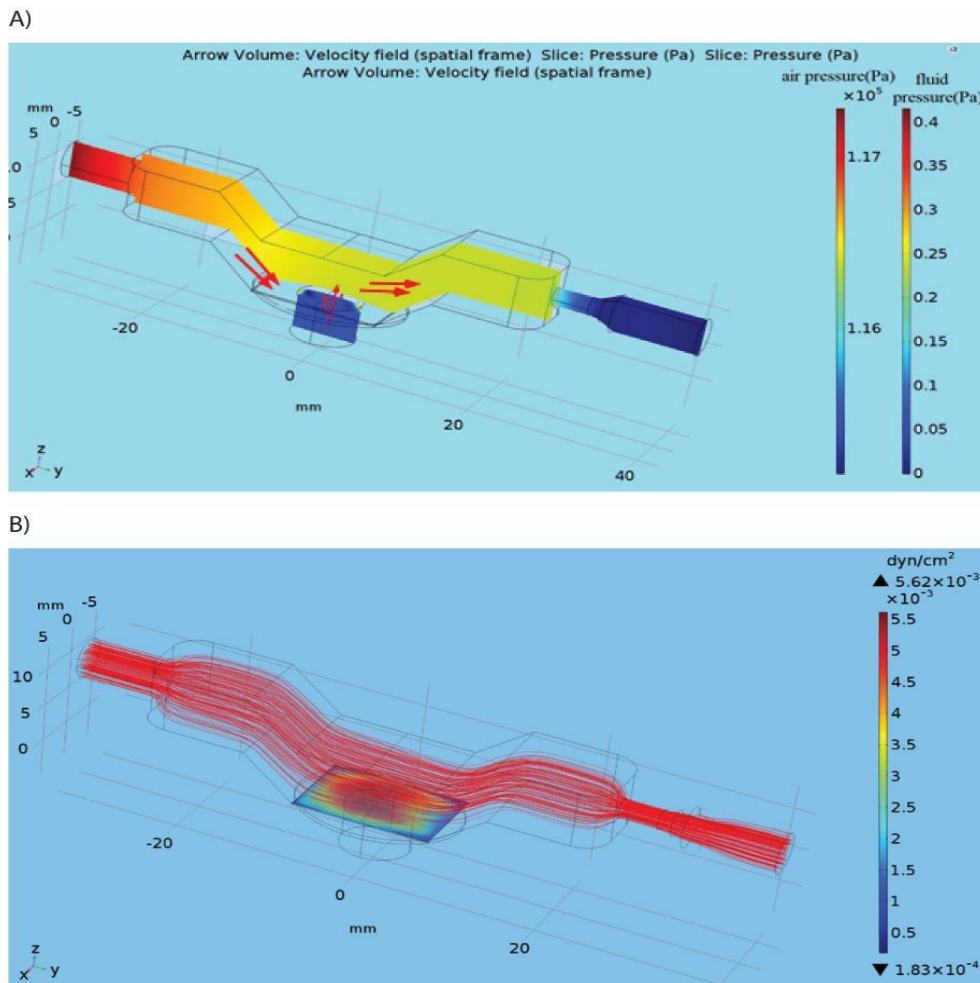 A)
Arrow Volume: Velocity field (spatial frame) Slice: Pressure (Pa) Slice: Pressure (Pa)
Arrow Volume: Velocity field (spatial frame)
air pressure(Pa)
fluid pressure(Pa)
×10⁵
1.17
1.16
0.4
0.35
0.3
0.25
0.2
0.15
0.1
0.05
0
mm
-5
0
5
-20
0
mm
20
40
z
x
y
B)
dyn/cm²
▲ 5.62×10⁻³
×10⁻³
5.5
5
4.5
4
3.5
3
2.5
2
1.5
1
0.5
▼ 1.83×10⁻⁴
mm
-5
0
5
10
5
0
-20
0
mm
20
z
x
y